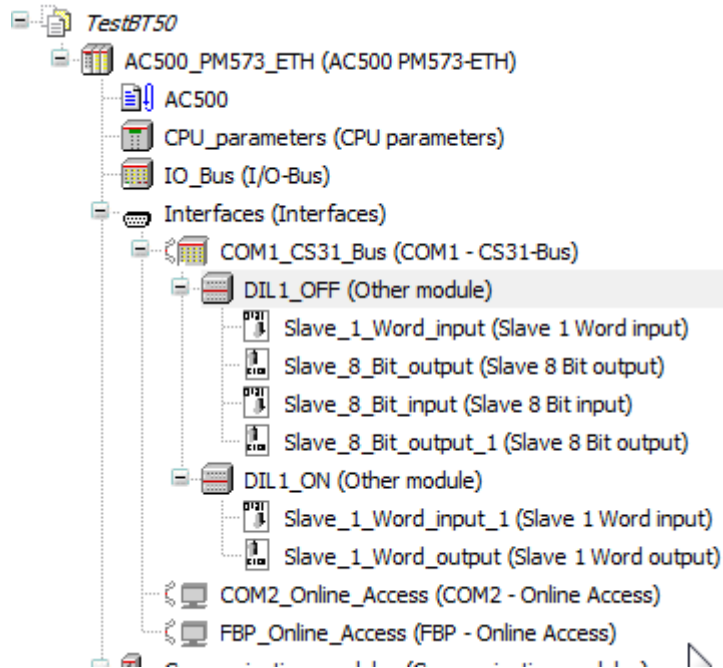 TestBT50
AC500_PM573_ETH (AC500 PM573-ETH)
AC500
CPU_parameters (CPU parameters)
IO_Bus (I/O-Bus)
Interfaces (Interfaces)
COM1_CS31_Bus (COM1 - CS31-Bus)
DIL1_OFF (Other module)
Slave_1_Word_input (Slave 1 Word input)
Slave_8_Bit_output (Slave 8 Bit output)
Slave_8_Bit_input (Slave 8 Bit input)
Slave_8_Bit_output_1 (Slave 8 Bit output)
DIL1_ON (Other module)
Slave_1_Word_input_1 (Slave 1 Word input)
Slave_1_Word_output (Slave 1 Word output)
COM2_Online_Access (COM2 - Online Access)
FBP_Online_Access (FBP - Online Access)